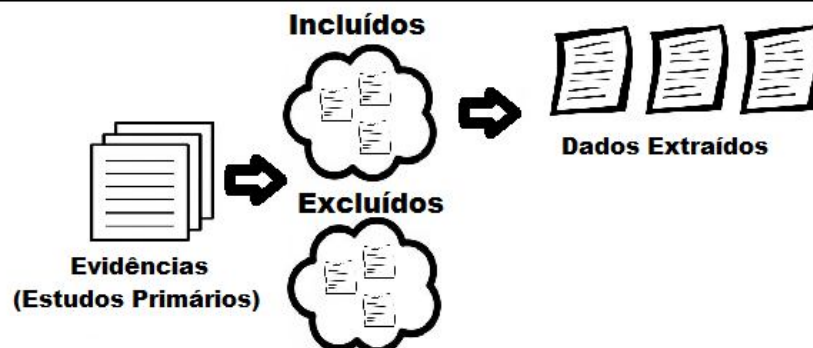 Incluídos
Dados Extraídos
Excluídos
Evidências
(Estudos Primários)